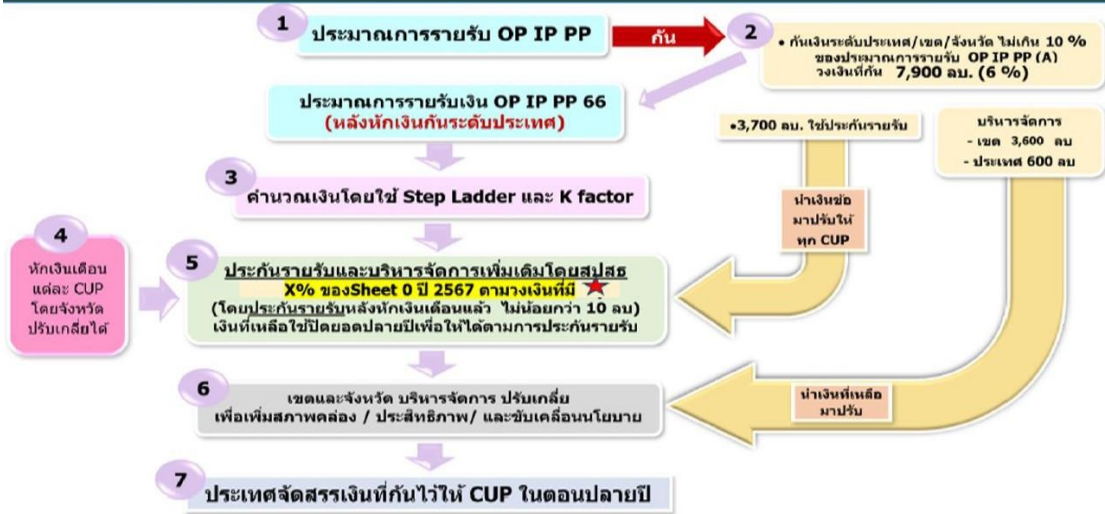 1
ประมาณการรายรับ OP IP PP
กัน
2
• กันเงินระดับประเทศ/เขต/จังหวัด ไม่เกิน 10 %
ของประมาณการรายรับ OP IP PP (A)
วงเงินที่กัน 7,900 ลบ. (6 %)
ประมาณการรายรับเงิน OP IP PP 66
(หลังหักเงินกันระดับประเทศ)
•3,700 ลบ. ใช้ประกันรายรับ
บริหารจัดการ
- เขต 3,600 ลบ
- ประเทศ 600 ลบ
3
คำนวณเงินโดยใช้ Step Ladder และ K factor
นำเงินข้อ
มาปรับให้
ทุก CUP
4
หักเงินเดือน
แต่ละ CUP
โดยจังหวัด
ปรับเกลี่ยได้
5
ประกันรายรับและบริหารจัดการเพิ่มเติมโดยสปสธ
X% ของSheet 0 ปี 2567 ตามวงเงินที่มี
(โดยประกันรายรับหลังหักเงินเดือนแล้ว ไม่น้อยกว่า 10 ลบ)
เงินที่เหลือใช้ปิดยอดปลายปีเพื่อให้ได้ตามการประกันรายรับ
6
เขตและจังหวัด บริหารจัดการ ปรับเกลี่ย
เพื่อเพิ่มสภาพคล่อง / ประสิทธิภาพ/ และขับเคลื่อนนโยบาย
นำเงินที่เหลือ
มาปรับ
7
ประเทศจัดสรรเงินที่กันไว้ให้ CUP ในตอนปลายปี